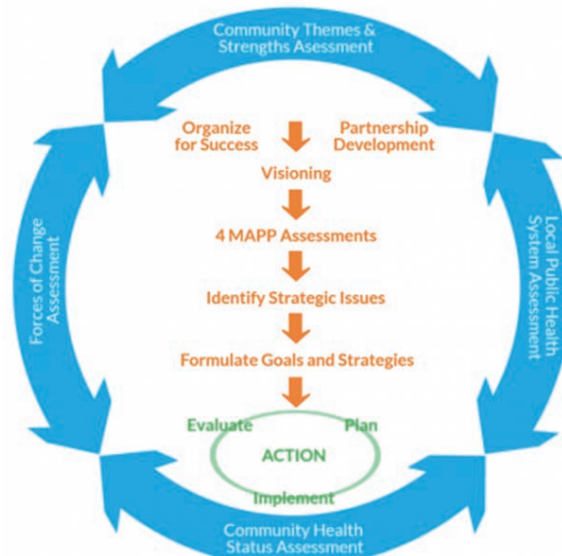 Community Themes &
Strengths Asessment
Organize
for Success
Partnership
Development
Visioning
4 MAPP Assessments
Identify Strategic Issues
Formulate Goals and Strategies
Evaluate
Plan
ACTION
Implement
Forces of Change
Assessment
Local Public Health
System Assessment
Community Health
Status Assessment